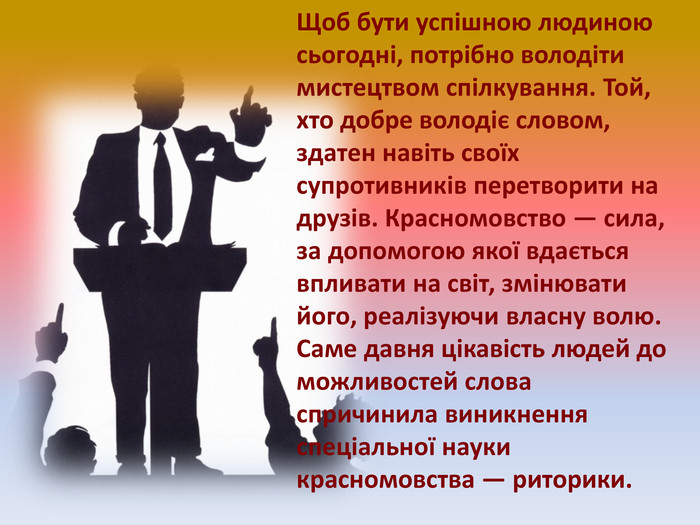 Щоб бути успішною людиною
сьогодні, потрібно володіти
мистецтвом спілкування. Той,
хто добре володіє словом,
здатен навіть своїх
супротивників перетворити на
друзів. Красномовство — сила,
за допомогою якої вдається
впливати на світ, змінювати
його, реалізуючи власну волю.
Саме давня цікавість людей до
можливостей слова
спричинила виникнення
спеціальної науки
красномовства — риторики.